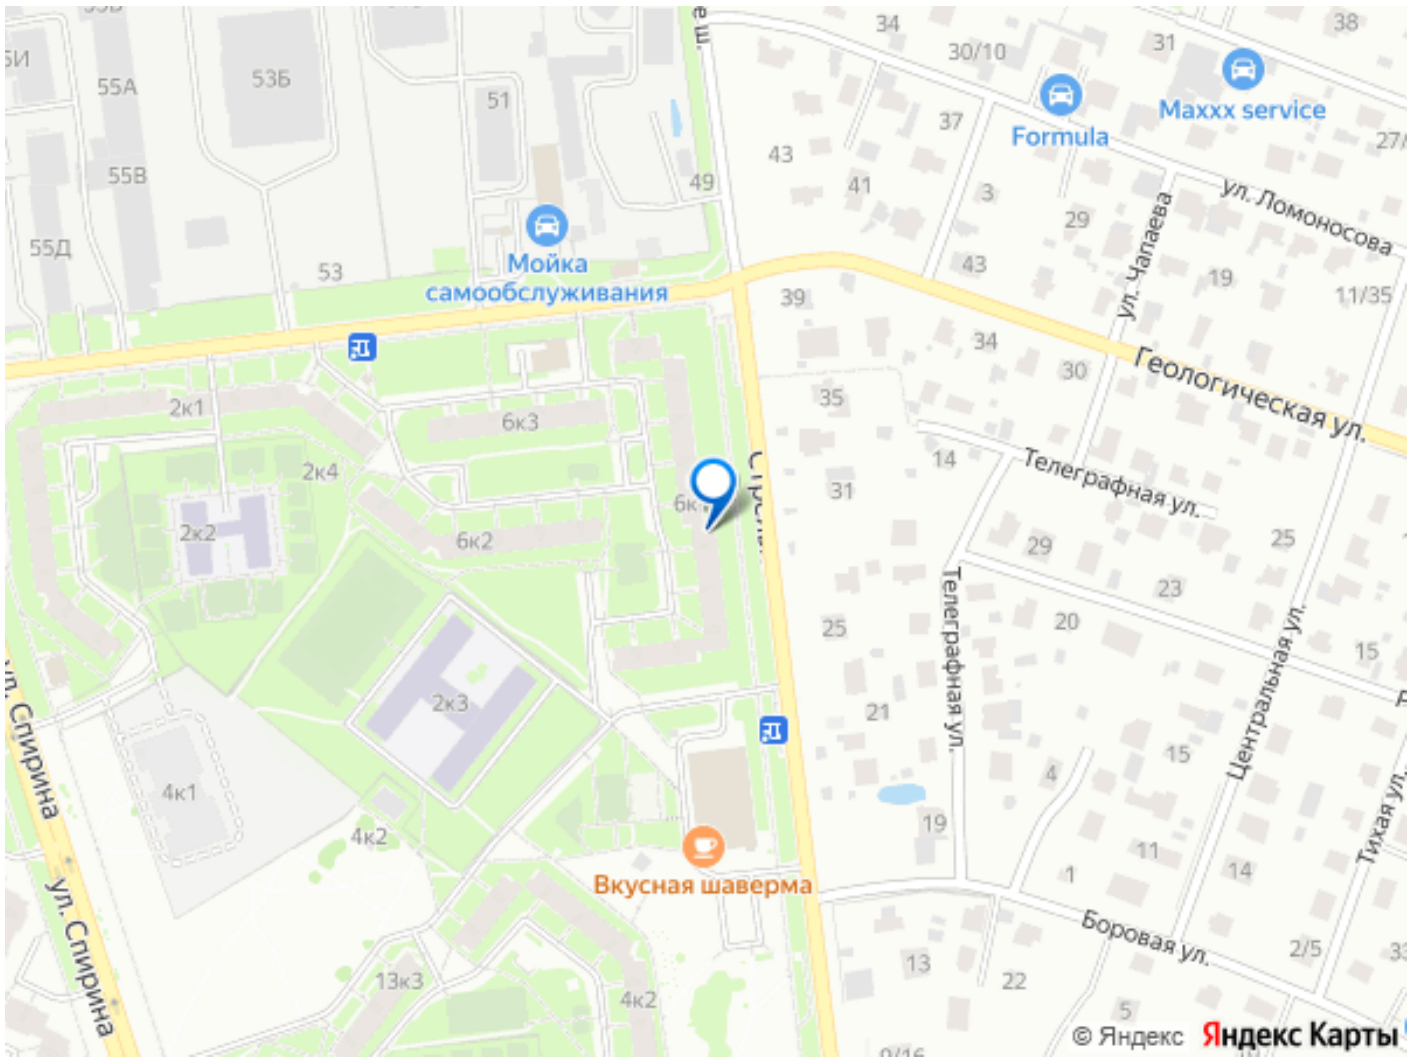 34
38
30/10
31
55А
53Б
51
Maxxx service
37
Formula
43
55В
49
41
3
ул. Ломоносова
29
ул. Чапаева
55Д
53
Мойка
самообслуживания
43
19
39
11/35
34
30
Геологическая ул.
2к1
6к3
35
2к4
14
Телеграфная ул.
31
2к2
6к2
29
25
23
Телеграфная ул.
20
25
15
ул. Спирина
2к3
21
Центральная ул.
15
4
4к1
4к2
19
Тихая ул.
11
14
1
Вкусная шаверма
ул. Спирина
Боровая ул.
2/5
13
13к3
22
4к2
5
© Яндекс Яндекс Карты